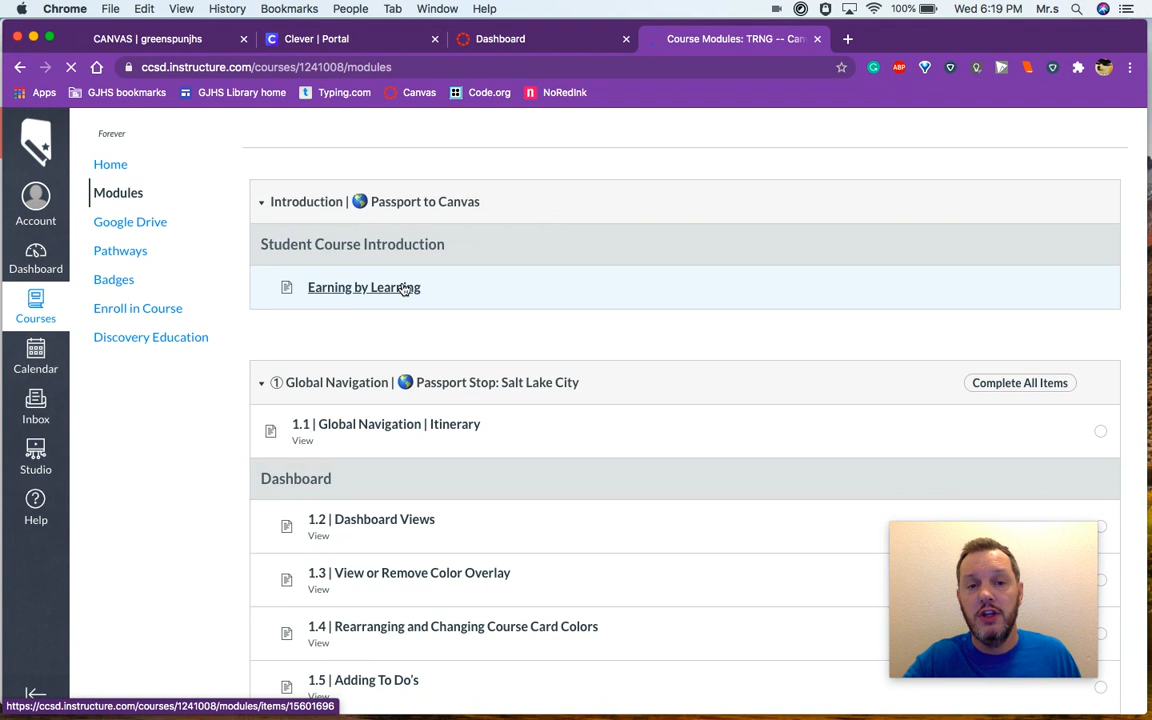 Chrome File Edit View History Bookmarks People Tab Window Help 100% Wed 6:19 PM Mr.s
CANVAS | greenspunjhs Clever | Portal Dashboard Course Modules: TRNG -- Can
ccsd.instructure.com/courses/1241008/modules
ABP
Apps GJHS bookmarks GJHS Library home Typing.com Canvas Code.org NoRedInk
Forever
Home
Modules
Google Drive
Pathways
Badges
Enroll in Course
Discovery Education
Account
Dashboard
Courses
Calendar
Inbox
Studio
Help
Introduction | 🌎 Passport to Canvas
Student Course Introduction
Earning by Learning
① Global Navigation | 🌎 Passport Stop: Salt Lake City Complete All Items
1.1 | Global Navigation | Itinerary
View
Dashboard
1.2 | Dashboard Views
View
1.3 | View or Remove Color Overlay
View
1.4 | Rearranging and Changing Course Card Colors
View
1.5 | Adding To Do's
View
https://ccsd.instructure.com/courses/1241008/modules/items/15601696